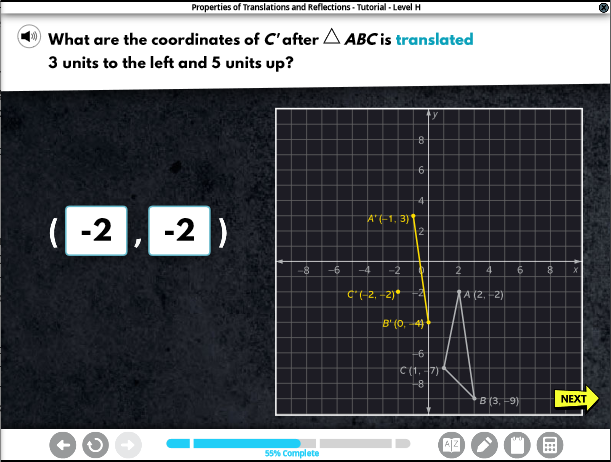 Properties of Translations and Reflections - Tutorial - Level H
What are the coordinates of C′ after △ ABC is translated
3 units to the left and 5 units up?
( -2 , -2 )
y
8
6
4
A′ (−1, 3)
2
−8 −6 −4 −2 0 2 4 6 8 x
C′ (−2, −2)
−2
A (2, −2)
B′ (0, −4)
−6
C (1, −7)
−8
B (3, −9)
NEXT
55% Complete
A Z